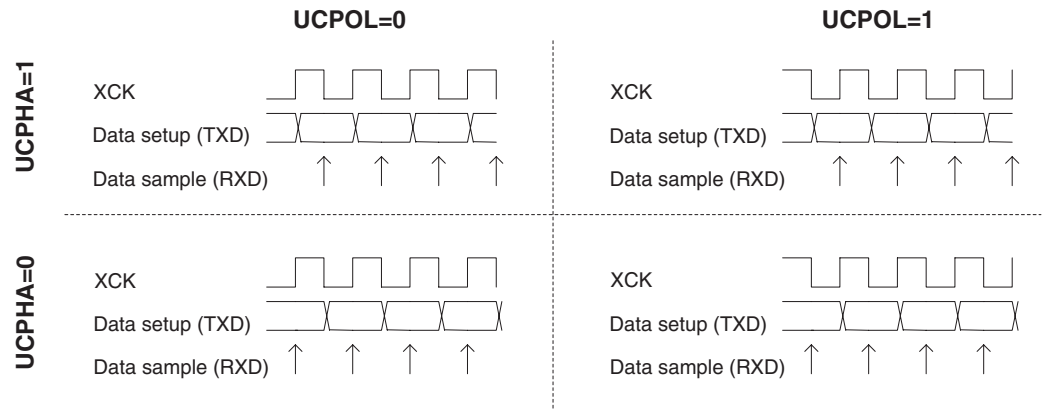 UCPOL=0
UCPOL=1
UCPHA=1
XCK
Data setup (TXD)
Data sample (RXD)
XCK
Data setup (TXD)
Data sample (RXD)
UCPHA=0
XCK
Data setup (TXD)
Data sample (RXD)
XCK
Data setup (TXD)
Data sample (RXD)